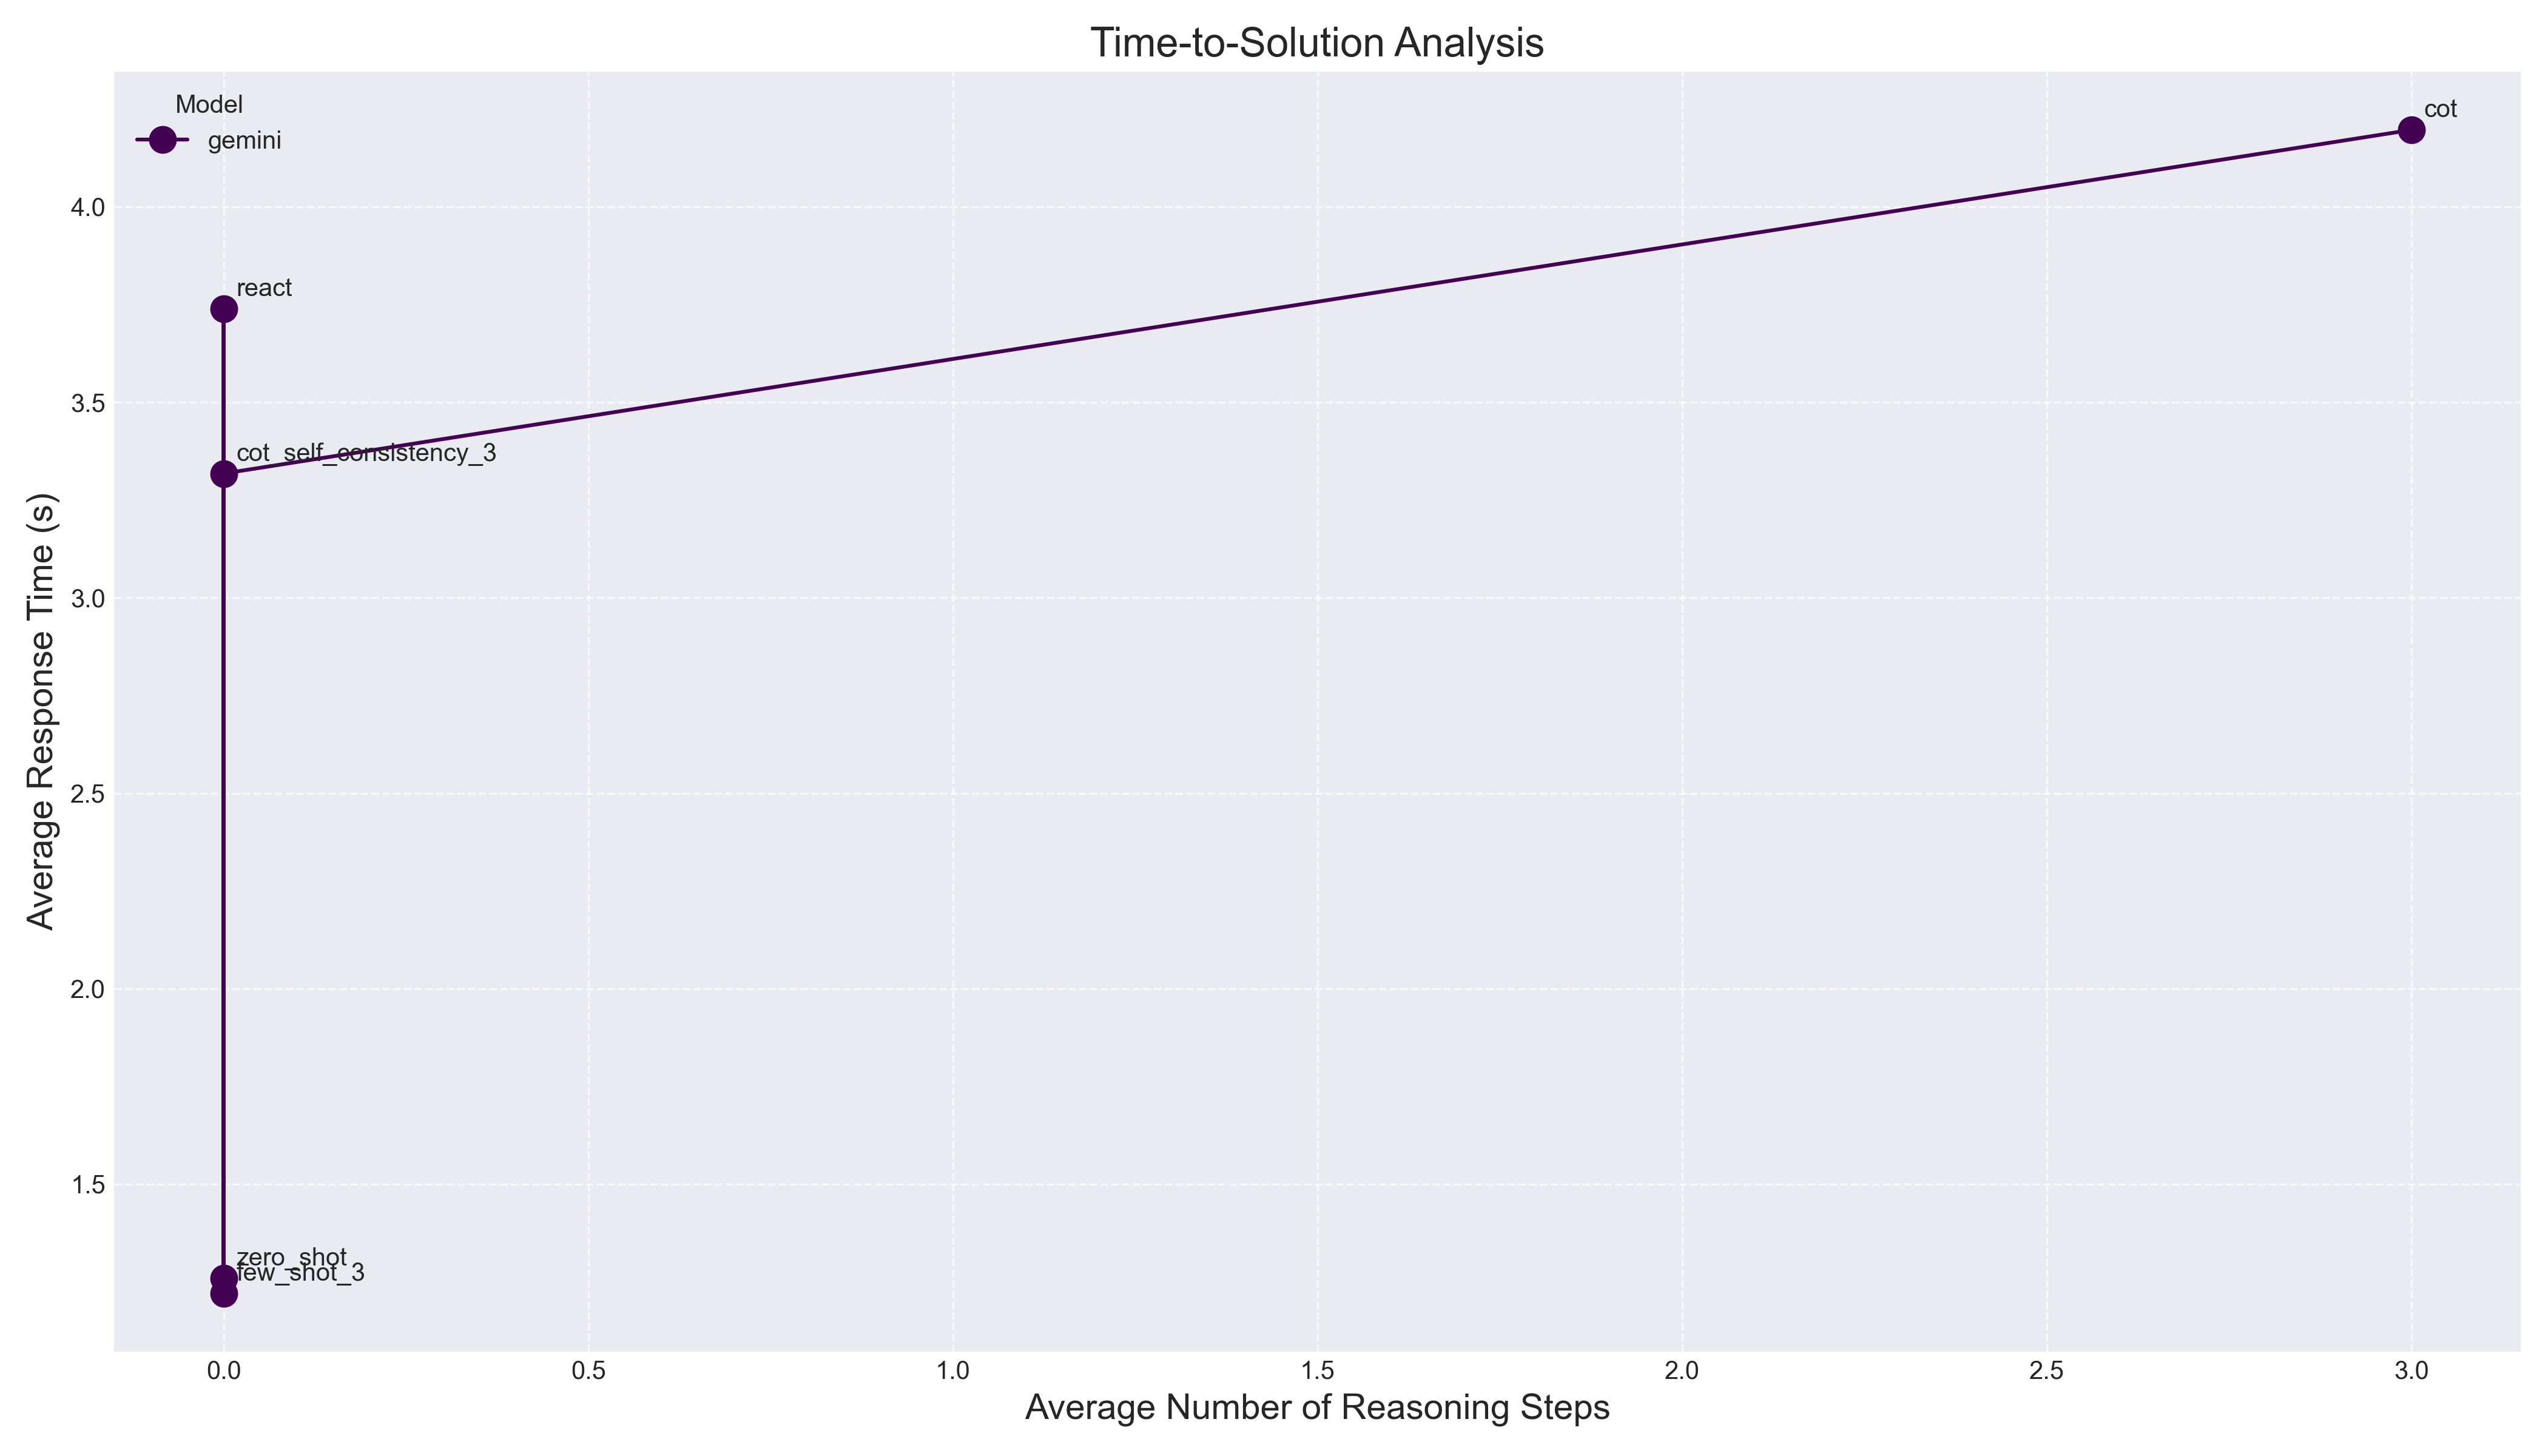 Time-to-Solution Analysis
Model
gemini
cot
react
cot_self_consistency_3
zero_shot
few_shot_3
Average Response Time (s)
4.0
3.5
3.0
2.5
2.0
1.5
0.0
0.5
1.0
1.5
2.0
2.5
3.0
Average Number of Reasoning Steps